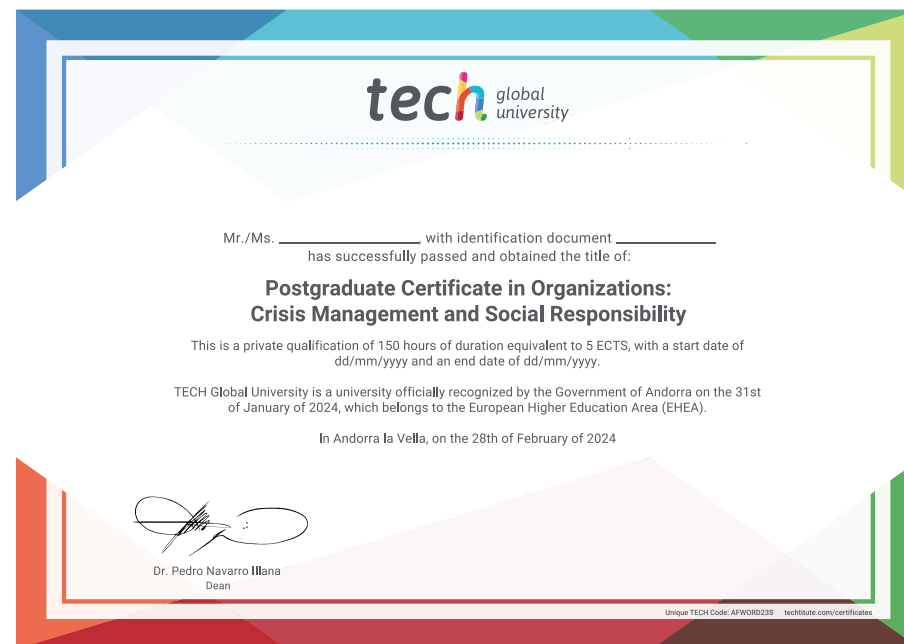 tech global university
Mr./Ms. ____________________, with identification document ______________
has successfully passed and obtained the title of:
Postgraduate Certificate in Organizations:
Crisis Management and Social Responsibility
This is a private qualification of 150 hours of duration equivalent to 5 ECTS, with a start date of
dd/mm/yyyy and an end date of dd/mm/yyyy.
TECH Global University is a university officially recognized by the Government of Andorra on the 31st
of January of 2024, which belongs to the European Higher Education Area (EHEA).
In Andorra la Vella, on the 28th of February of 2024
Dr. Pedro Navarro Illana
Dean
Unique TECH Code: AFWORD23S techtitute.com/certificates